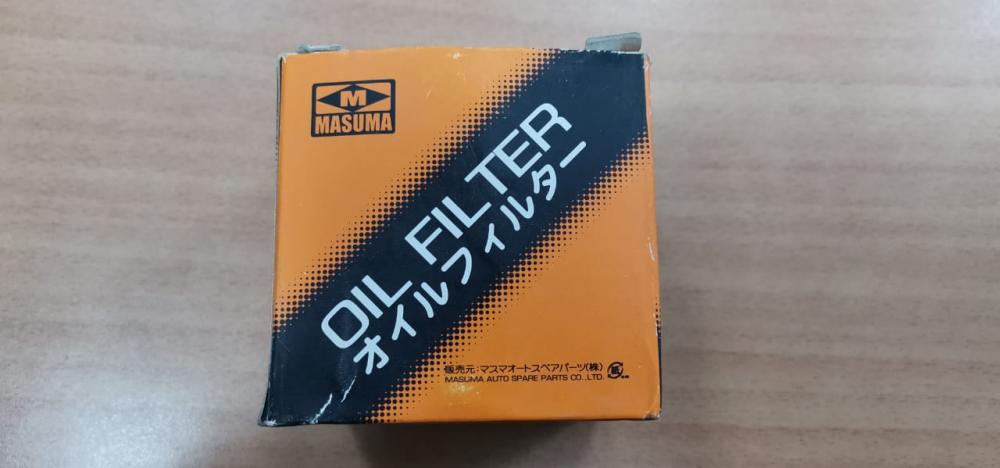 M
MASUMA
OIL FILTER
オイルフィルター
販売元:マスマオートスペアパーツ(株)
MASUMA AUTO SPARE PARTS CO.,LTD.